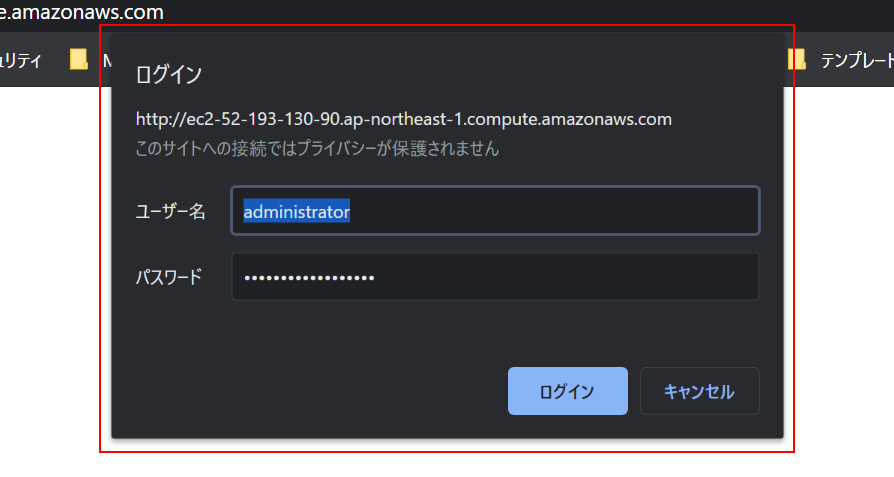 e.amazonaws.com
ュリティ
テンプレート
ログイン
http://ec2-52-193-130-90.ap-northeast-1.compute.amazonaws.com
このサイトへの接続ではプライバシーが保護されません
ユーザー名 administrator
パスワード ••••••••••••••••••
ログイン キャンセル